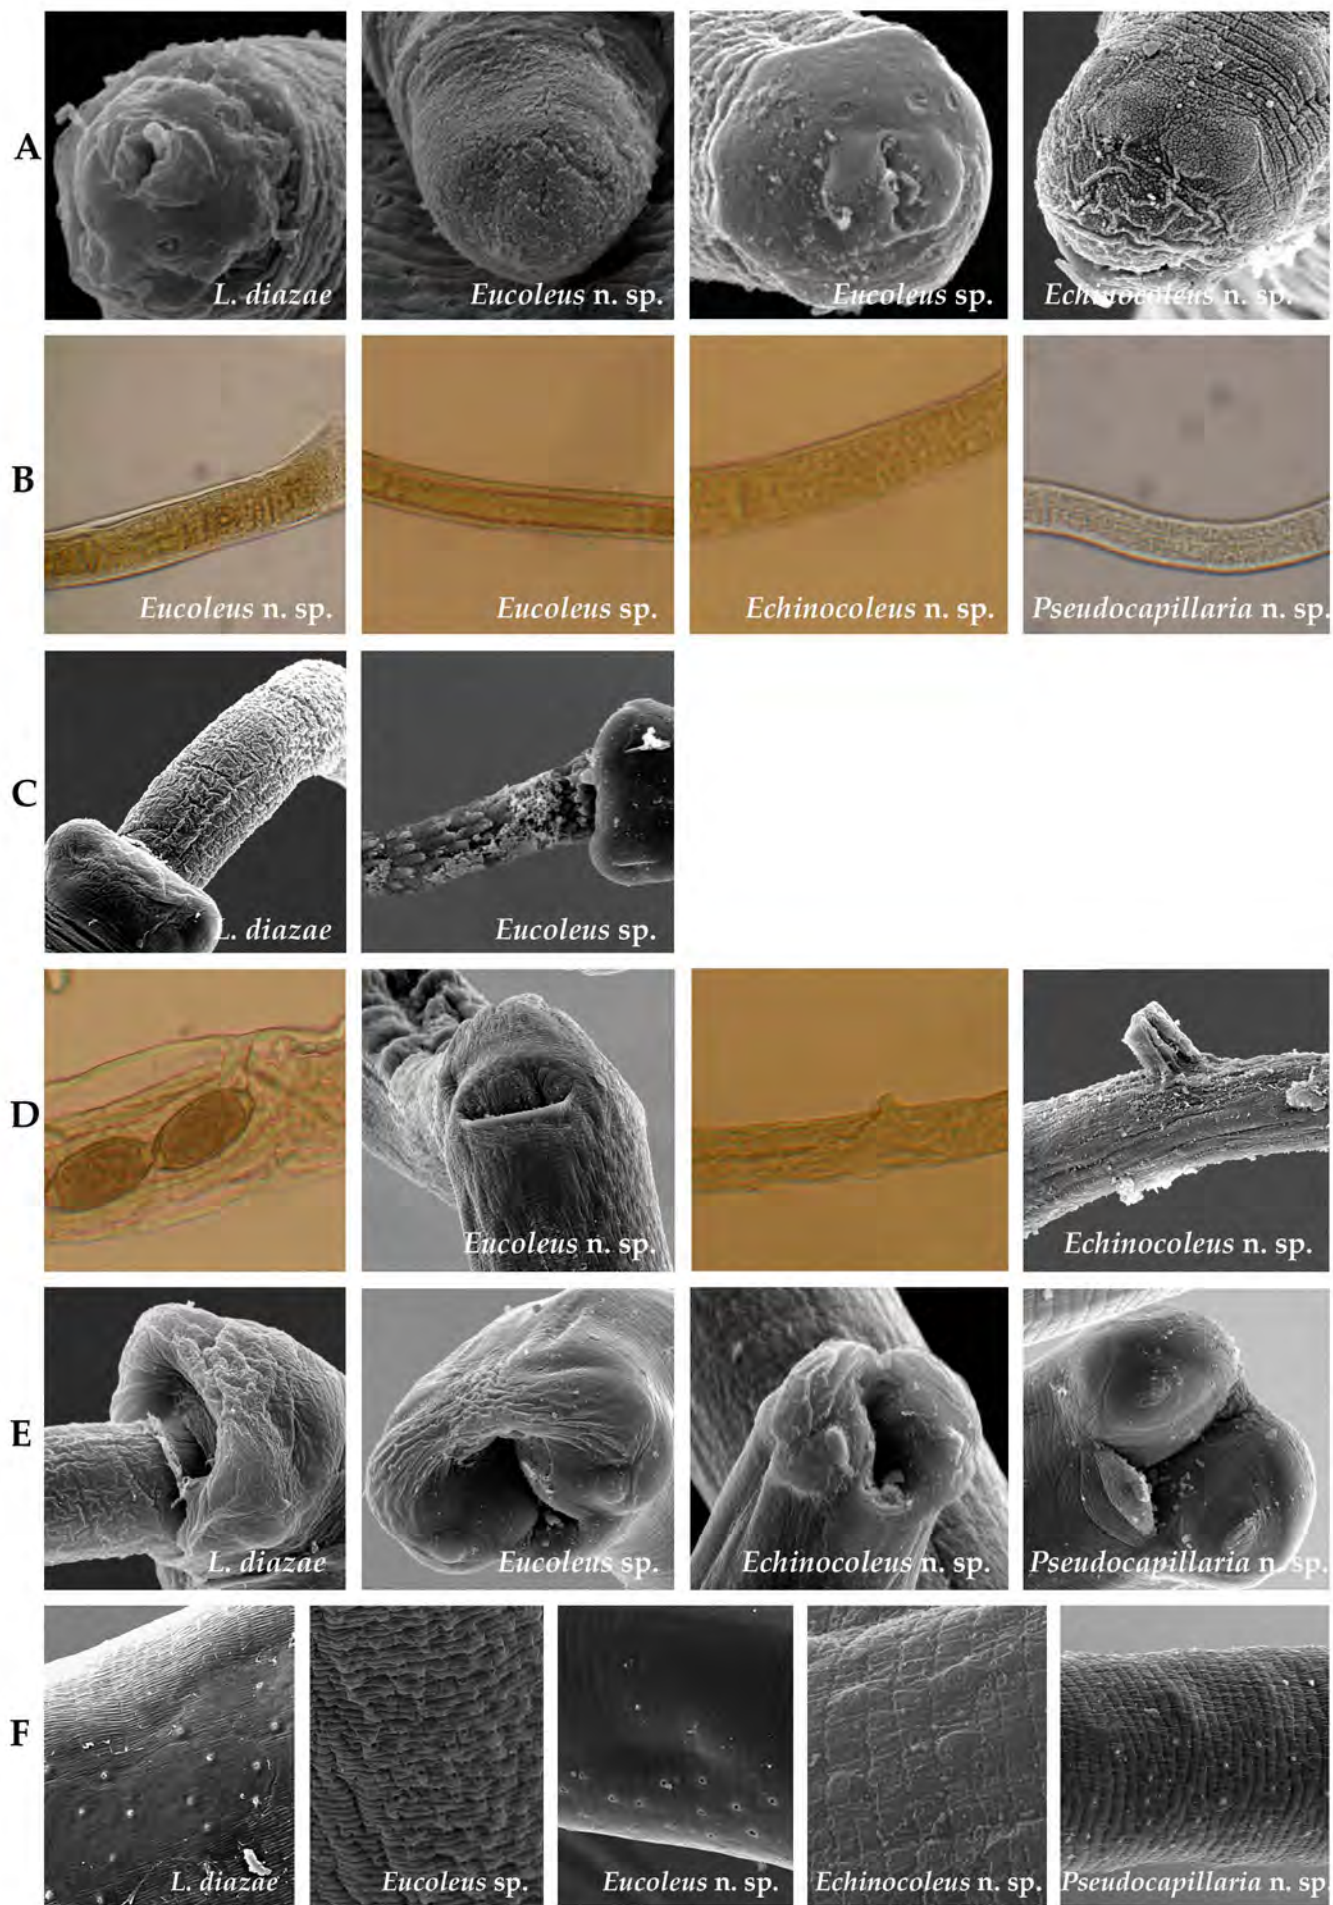 A
L. diazae
Eucoleus n. sp.
Eucoleus sp.
Echinocoleus n. sp.
B
Eucoleus n. sp.
Eucoleus sp.
Echinocoleus n. sp.
Pseudocapillaria n. sp.
C
L. diazae
Eucoleus sp.
D
Eucoleus n. sp.
Echinocoleus n. sp.
E
L. diazae
Eucoleus sp.
Echinocoleus n. sp.
Pseudocapillaria n. sp.
F
L. diazae
Eucoleus sp.
Eucoleus n. sp.
Echinocoleus n. sp.
Pseudocapillaria n. sp.